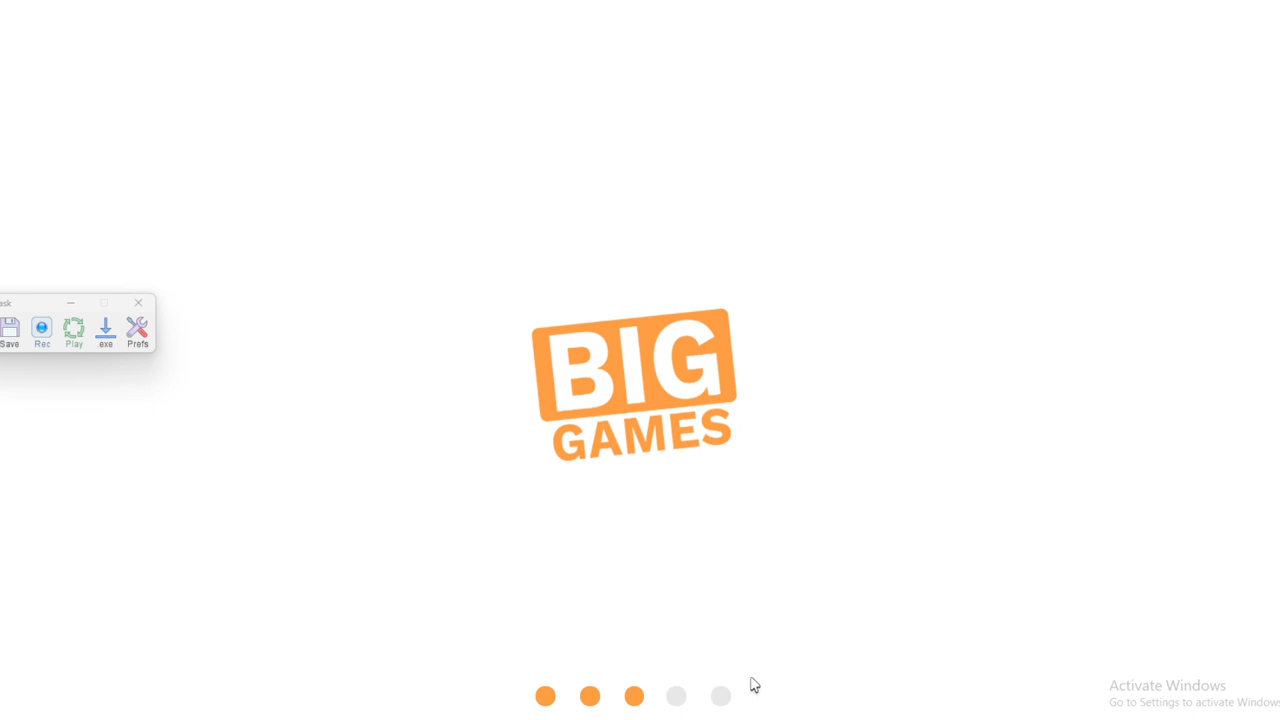 ask
Save Rec Play .exe Prefs
BIG
GAMES
Activate Windows
Go to Settings to activate Windows